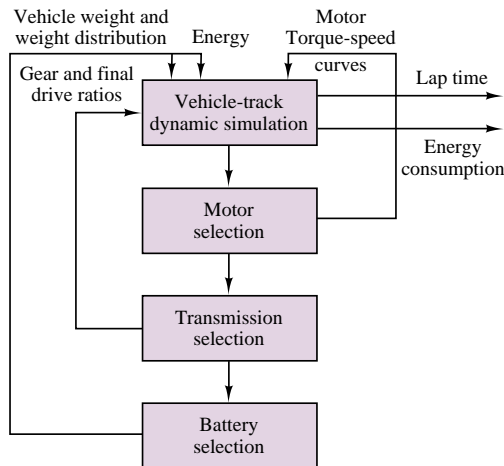 Vehicle weight and
weight distribution
Energy
Motor
Torque-speed
curves
Gear and final
drive ratios
Lap time
Vehicle-track
dynamic simulation
Energy
consumption
Motor
selection
Transmission
selection
Battery
selection